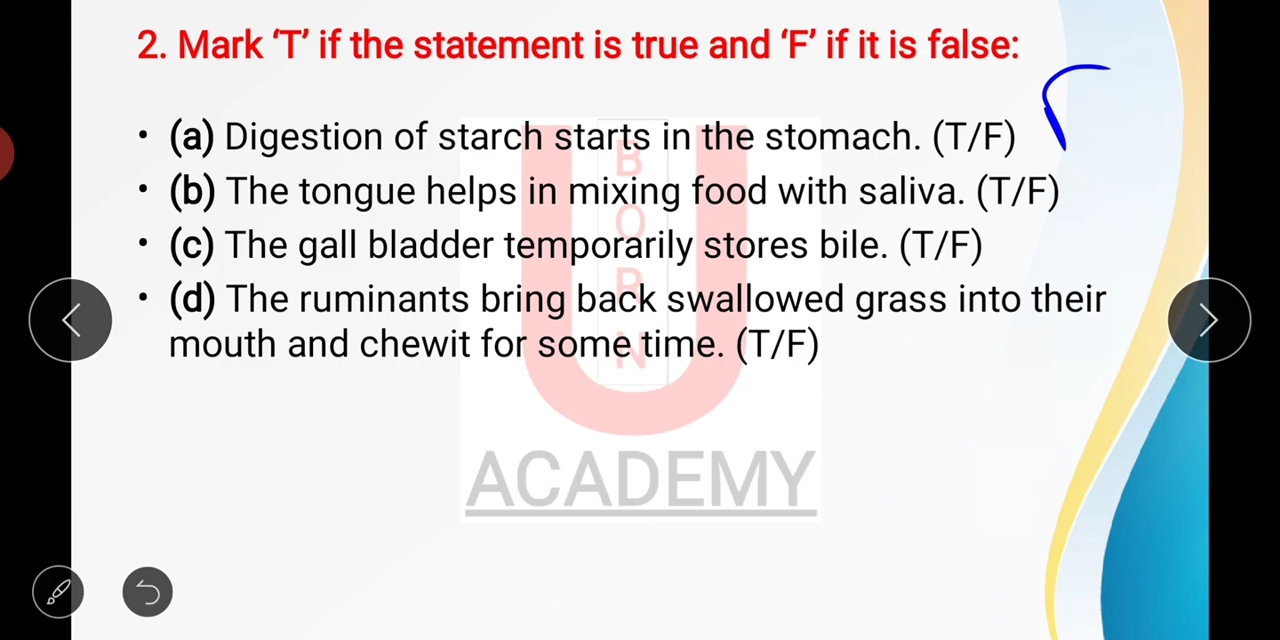 2. Mark ‘T’ if the statement is true and ‘F’ if it is false:
• (a) Digestion of starch starts in the stomach. (T/F)
• (b) The tongue helps in mixing food with saliva. (T/F)
• (c) The gall bladder temporarily stores bile. (T/F)
• (d) The ruminants bring back swallowed grass into their
mouth and chewit for some time. (T/F)
U
B
O
R
N
ACADEMY